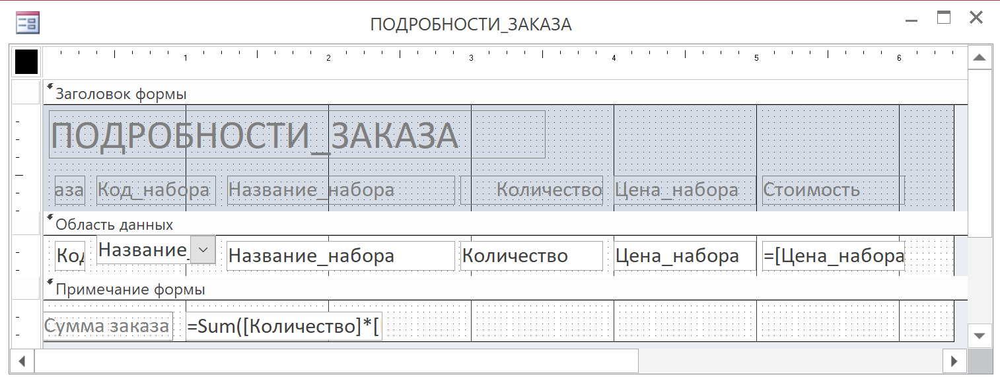 ПОДРОБНОСТИ_ЗАКАЗА
1 2 3 4 5 6
Заголовок формы
ПОДРОБНОСТИ_ЗАКАЗА
аза Код_набора Название_набора Количество Цена_набора Стоимость
Область данных
Код Название_ Название_набора Количество Цена_набора =[Цена_набора
Примечание формы
Сумма заказа =Sum([Количество]*[